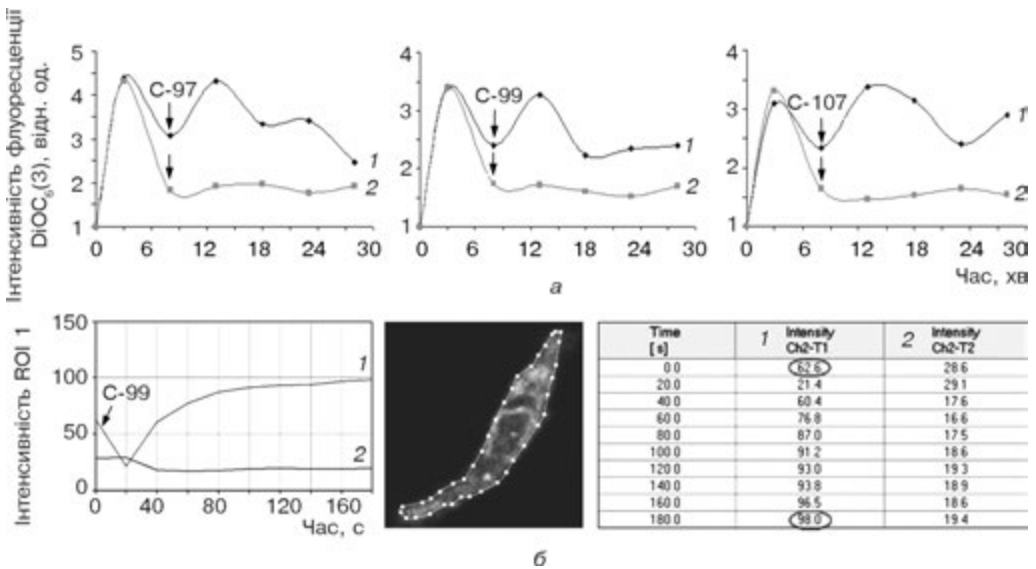 Інтенсивність флуоресценції
DiOC₆(3), відн. од.
5
4
3
2
1
C-97
1
2
0 6 12 18 24 30
4
3
2
1
C-99
1
2
0 6 12 18 24 30
4
3
2
1
C-107
1
2
0 6 12 18 24 30
Час, хв
а
Інтенсивність ROI 1
150
100
50
0
C-99
1
2
0 40 80 120 160
Час, с
Time [s] 1 Intensity Ch2-T1 2 Intensity Ch2-T2
0.0 62.6 28.6
20.0 21.4 29.1
40.0 60.4 17.6
60.0 76.8 16.6
80.0 87.0 17.5
100.0 91.2 18.6
120.0 93.0 19.3
140.0 93.8 18.9
160.0 96.5 18.6
180.0 98.0 19.4
б